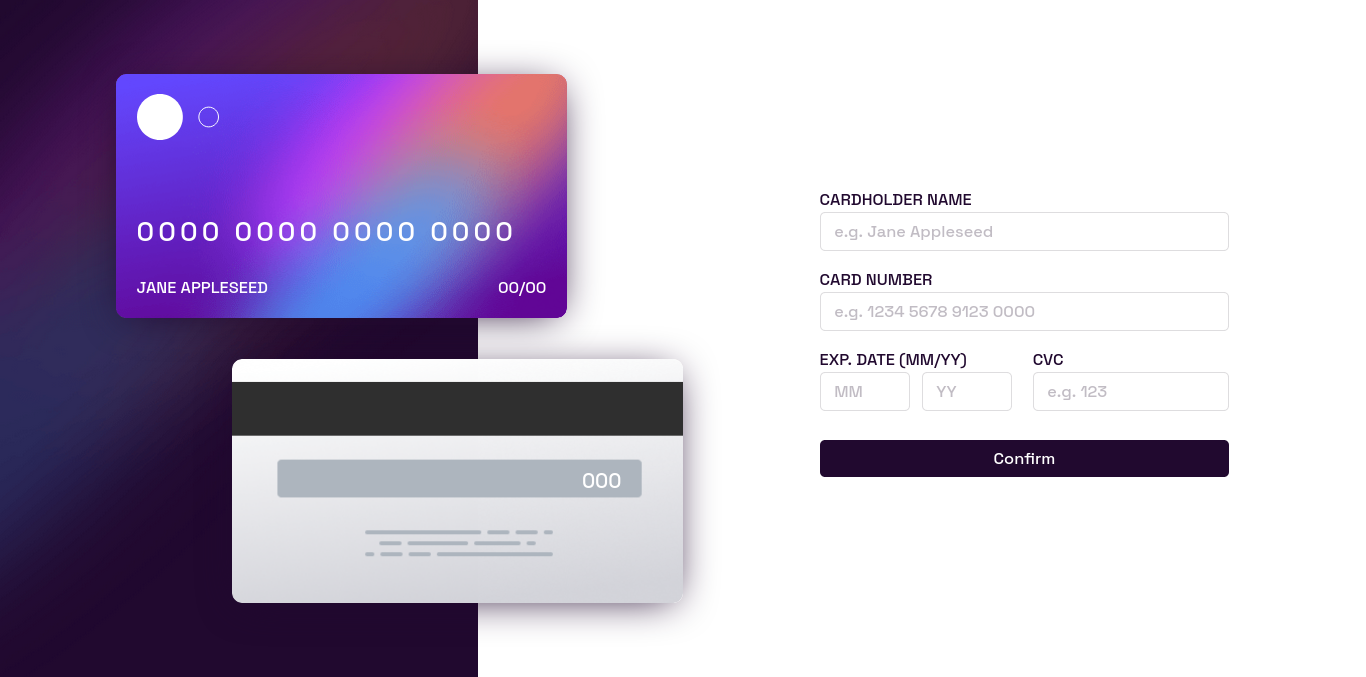 0000 0000 0000 0000
JANE APPLESEED 00/00
000
CARDHOLDER NAME
e.g. Jane Appleseed
CARD NUMBER
e.g. 1234 5678 9123 0000
EXP. DATE (MM/YY) CVC
MM YY e.g. 123
Confirm